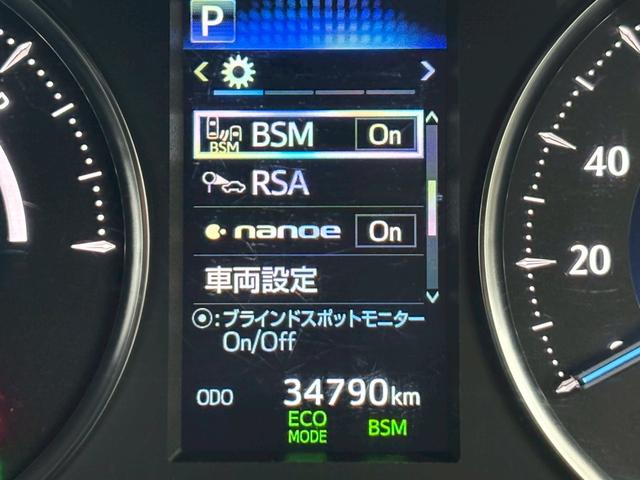 P
BSM BSM On
RSA
nanoe On
車両設定
⦿:ブラインドスポットモニター
On/Off
ODO 34790km
ECO MODE BSM
40
20